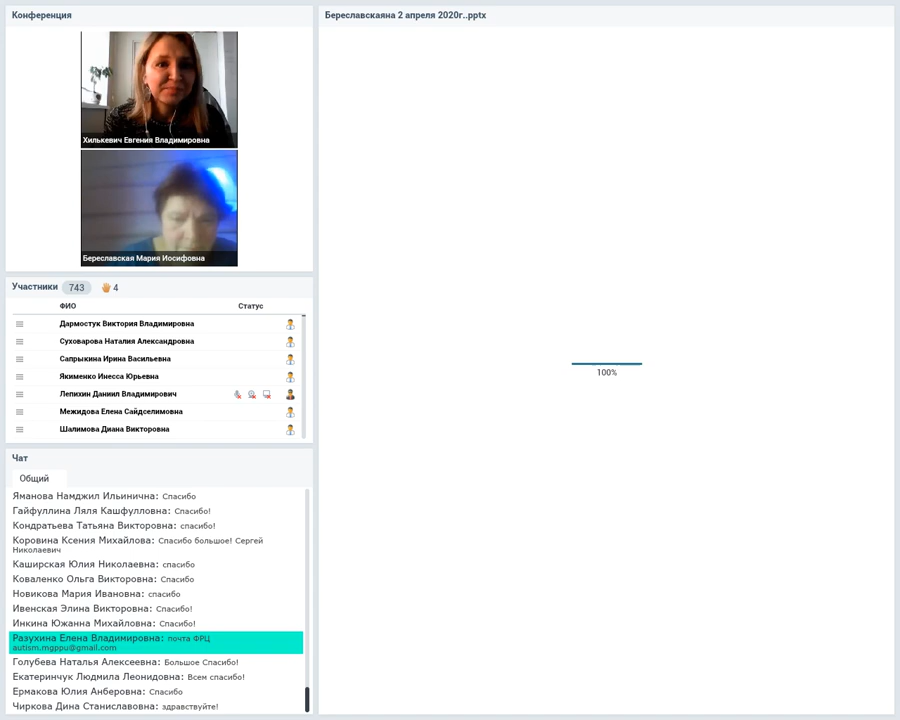 Конференция
Хилькевич Евгения Владимировна
Береславская Мария Иосифовна
Участники 743 4
ФИО Статус
Дармостук Виктория Владимировна
Суховарова Наталия Александровна
Сапрыкина Ирина Васильевна
Якименко Инесса Юрьевна
Лепихин Даниил Владимирович
Межидова Елена Сайдселимовна
Шалимова Диана Викторовна
Чат
Общий
Яманова Намджил Ильинична: Спасибо
Гайфуллина Ляля Кашфулловна: Спасибо!
Кондратьева Татьяна Викторовна: спасибо!
Коровина Ксения Михайлова: Спасибо большое! Сергей
Николаевич
Каширская Юлия Николаевна: спасибо
Коваленко Ольга Викторовна: Спасибо
Новикова Мария Ивановна: спасибо
Ивенская Элина Викторовна: Спасибо!
Инкина Южанна Михайловна: Спасибо!
Разухина Елена Владимировна: почта ФРЦ
autism.mgppu@gmail.com
Голубева Наталья Алексеевна: Большое Спасибо!
Екатеринчук Людмила Леонидовна: Всем спасибо!
Ермакова Юлия Анберовна: Спасибо
Чиркова Дина Станиславовна: здравствуйте!
Береславскаяна 2 апреля 2020г..pptx
100%